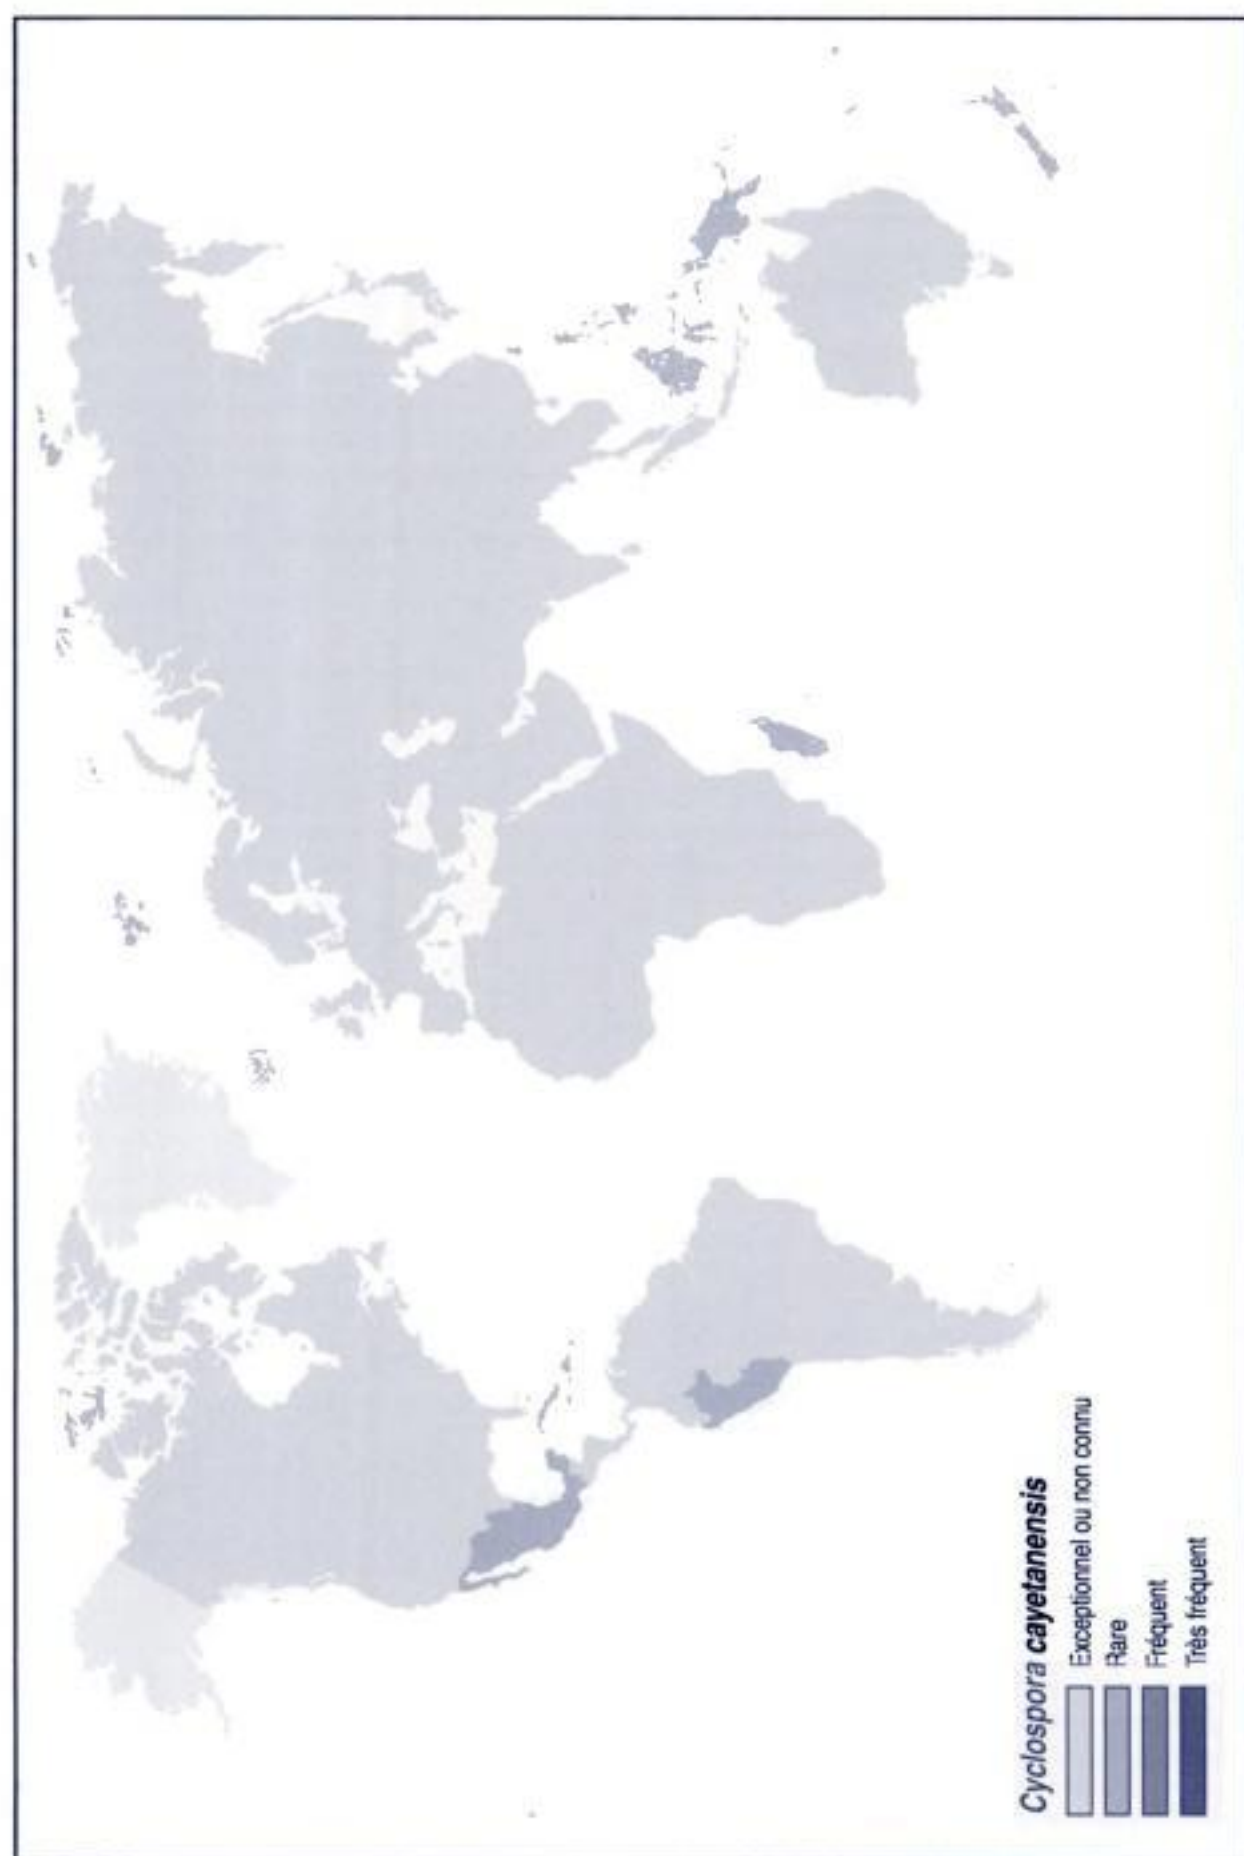 Cyclospora cayetanensis
Exceptionnel ou non connu
Rare
Fréquent
Très fréquent